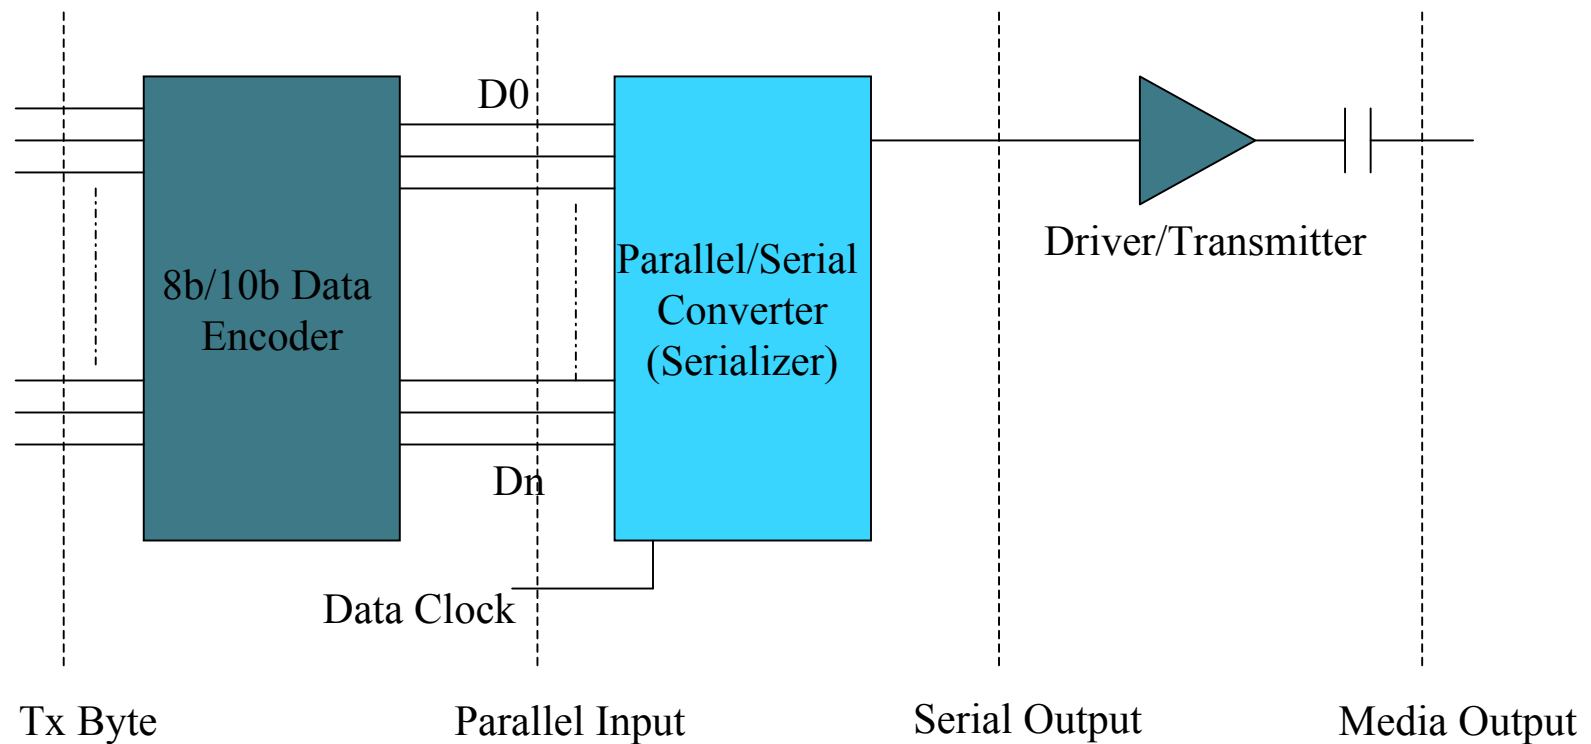 D0
8b/10b Data
Encoder
Parallel/Serial
Converter
(Serializer)
Driver/Transmitter
Dn
Data Clock
Tx Byte
Parallel Input
Serial Output
Media Output